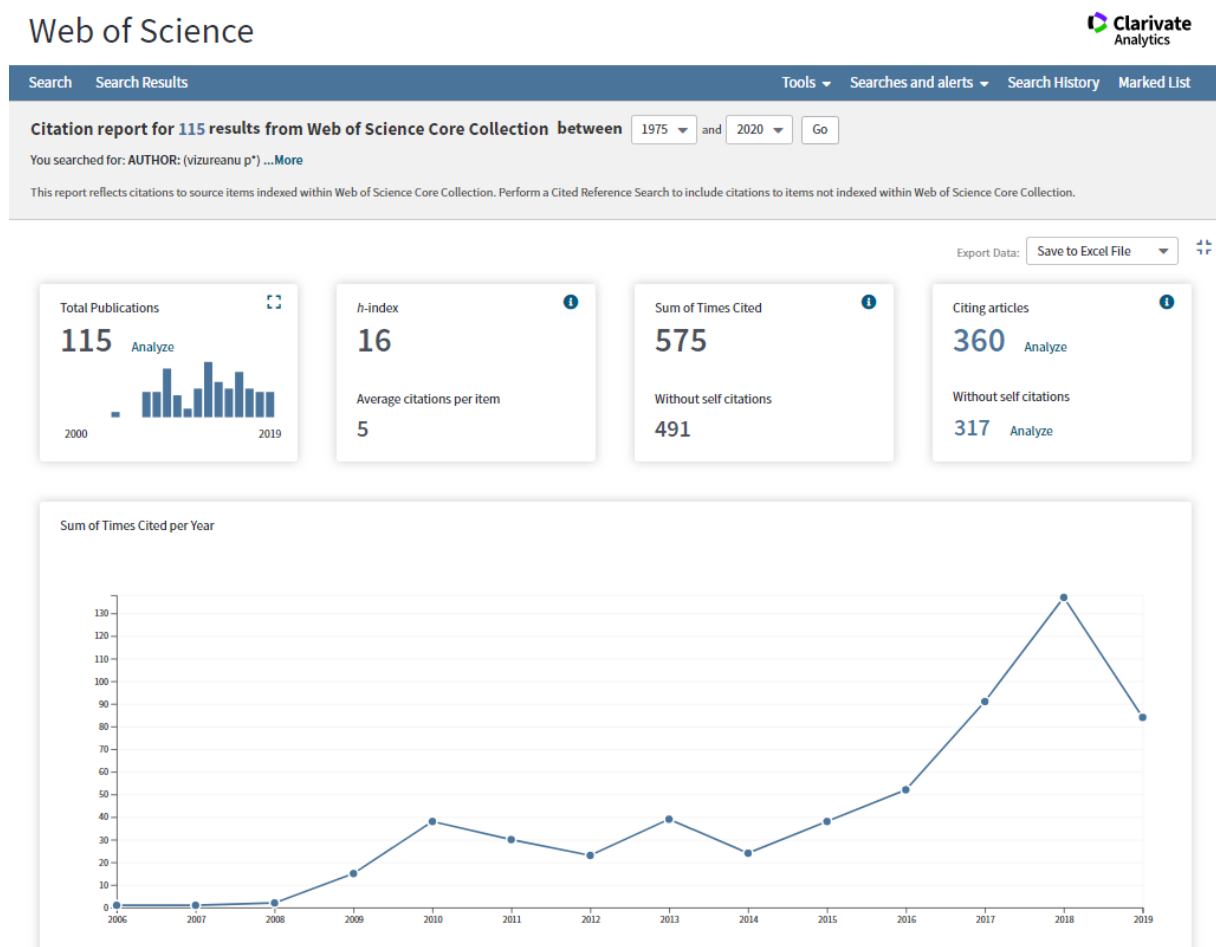 Web of Science
Clarivate
Analytics
Search Search Results Tools Searches and alerts Search History Marked List
Citation report for 115 results from Web of Science Core Collection between 1975 and 2020 Go
You searched for: AUTHOR: (vizureanu p*) ...More
This report reflects citations to source items indexed within Web of Science Core Collection. Perform a Cited Reference Search to include citations to items not indexed within Web of Science Core Collection.
Export Data: Save to Excel File
Total Publications
115 Analyze
2000 2019
h-index
16
Average citations per item
5
Sum of Times Cited
575
Without self citations
491
Citing articles
360 Analyze
Without self citations
317 Analyze
Sum of Times Cited per Year
130
120
110
100
90
80
70
60
50
40
30
20
10
0
2006 2007 2008 2009 2010 2011 2012 2013 2014 2015 2016 2017 2018 2019